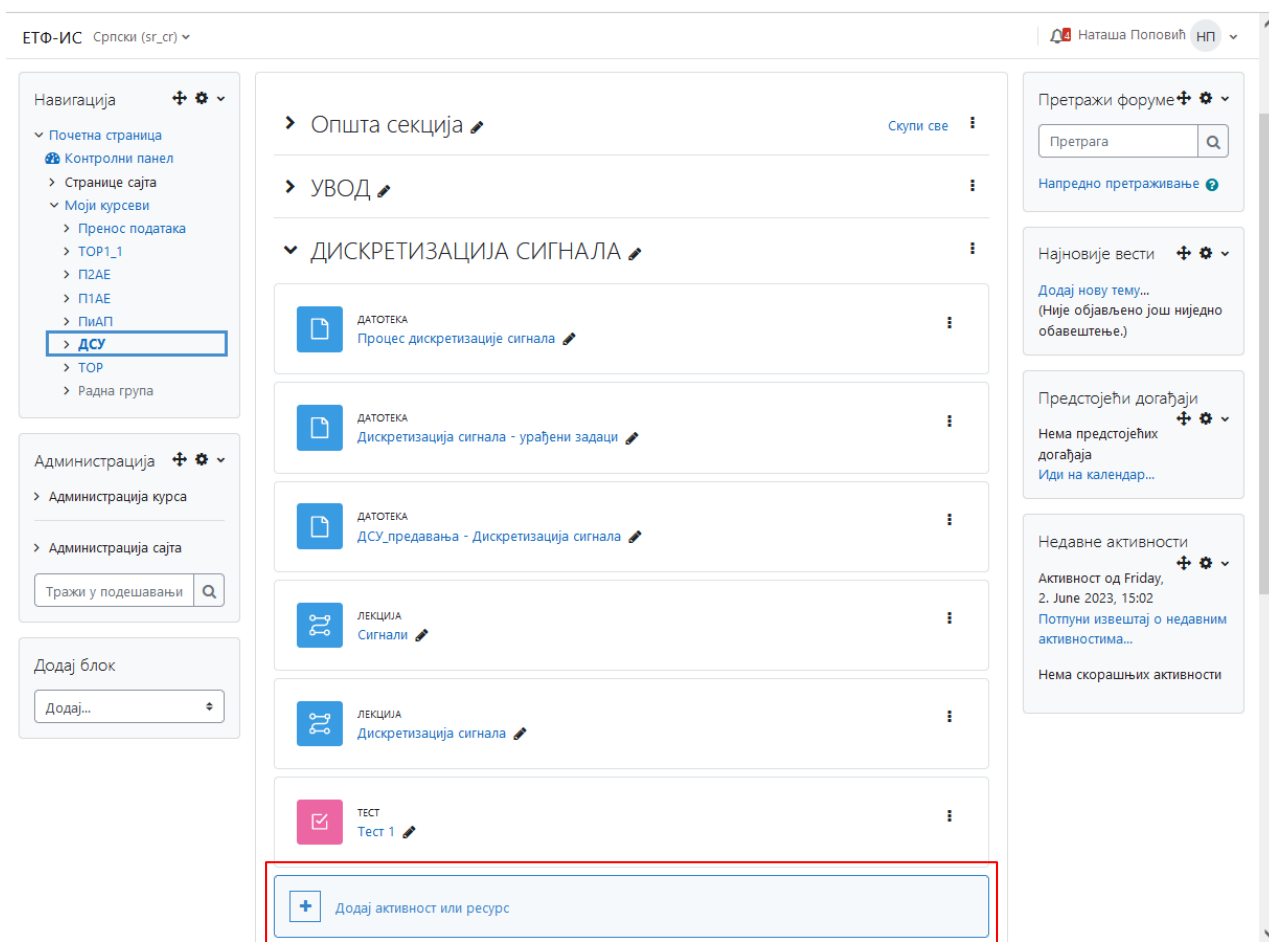 ЕТФ-ИС Српски (sr_cr)
4 Наташа Поповић НП
Навигација
Почетна страница
Контролни панел
Странице сајта
Моји курсеви
Пренос података
ТОР1_1
П2АЕ
П1АЕ
ПиАП
ДСУ
ТОР
Радна група
Администрација
Администрација курса
Администрација сајта
Тражи у подешавањи
Додај блок
Додај...
Општа секција
Скупи све
УВОД
ДИСКРЕТИЗАЦИЈА СИГНАЛА
ДАТОТЕКА
Процес дискретизације сигнала
ДАТОТЕКА
Дискретизација сигнала - урађени задаци
ДАТОТЕКА
ДСУ_предавања - Дискретизација сигнала
ЛЕКЦИЈА
Сигнали
ЛЕКЦИЈА
Дискретизација сигнала
ТЕСТ
Тест 1
Додај активност или ресурс
Претражи форуме
Претрага
Напредно претраживање
Најновије вести
Додај нову тему...
(Није објављено још ниједно
обавештење.)
Предстојећи догађаји
Нема предстојећих
догађаја
Иди на календар...
Недавне активности
Активност од Friday,
2. June 2023, 15:02
Потпуни извештај о недавним
активностима...
Нема скорашњих активности